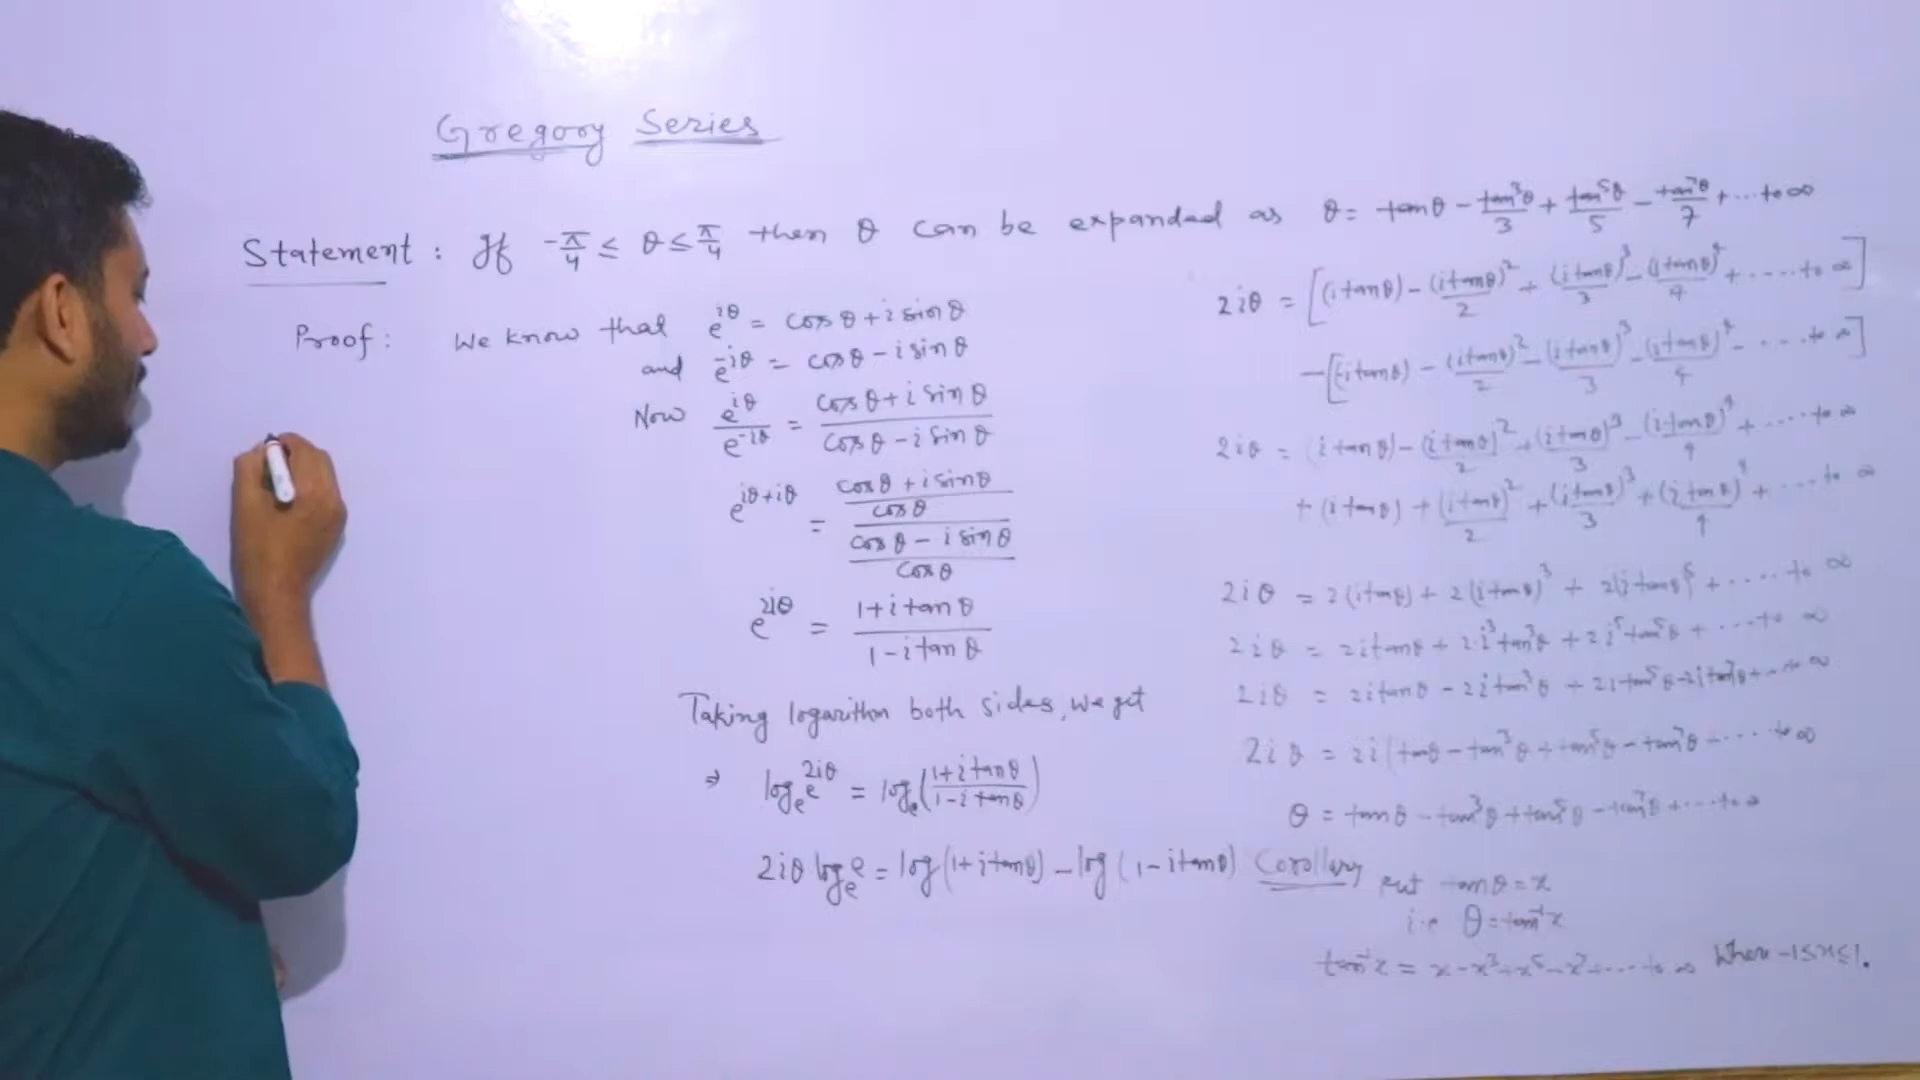 Gregory Series
Statement : If -π/4 ≤ θ ≤ π/4 then θ can be expanded as θ = tanθ - tan³θ/3 + tan⁵θ/5 - tan⁷θ/7 + ... to ∞
Proof : We know that e^{iθ} = cosθ + i sinθ
and e^{-iθ} = cosθ - i sinθ
Now e^{iθ}/e^{-iθ} = (cosθ + i sinθ)/(cosθ - i sinθ)
e^{iθ+iθ} = ((cosθ + i sinθ)/cosθ)/((cosθ - i sinθ)/cosθ)
e^{2iθ} = (1 + i tanθ)/(1 - i tanθ)
Taking logarithm both sides, we get
⇒ log_e e^{2iθ} = log_e((1 + i tanθ)/(1 - i tanθ))
2iθ log_e e = log(1 + i tanθ) - log(1 - i tanθ)
2iθ = [(i tanθ) - (i tanθ)²/2 + (i tanθ)³/3 - (i tanθ)⁴/4 + .... to ∞]
-[(-i tanθ) - (i tanθ)²/2 - (i tanθ)³/3 - (i tanθ)⁴/4 - .... to ∞]
2iθ = (i tanθ) - (i tanθ)²/2 + (i tanθ)³/3 - (i tanθ)⁴/4 + .... to ∞
+ (i tanθ) + (i tanθ)²/2 + (i tanθ)³/3 + (i tanθ)⁴/4 + .... to ∞
2iθ = 2(i tanθ) + 2(i tanθ)³ + 2(i tanθ)⁵ + ..... to ∞
2iθ = 2i tanθ + 2·i³tan³θ + 2i⁵tan⁵θ + .... to ∞
2iθ = 2i tanθ - 2i tan³θ + 2i tan⁵θ - 2i tan⁷θ + ... to ∞
2iθ = 2i(tanθ - tan³θ + tan⁵θ - tan⁷θ ..... to ∞
θ = tanθ - tan³θ + tan⁵θ - tan⁷θ + .... to ∞
Corollary put tanθ = x
i.e θ = tan⁻¹x
tan⁻¹x = x - x³ + x⁵ - x⁷ + .... to ∞ Where -1≤x≤1.